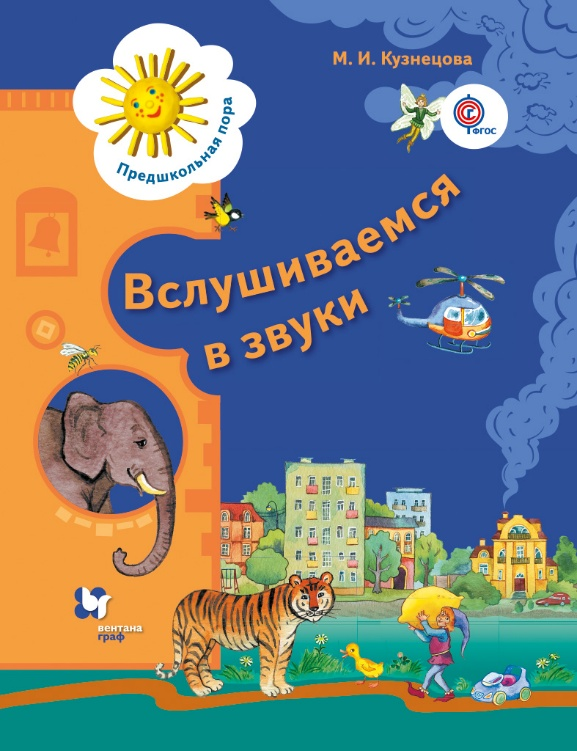 М. И. Кузнецова
Предшкольная пора
ФГОС
Вслушиваемся
в звуки
вентана
граф